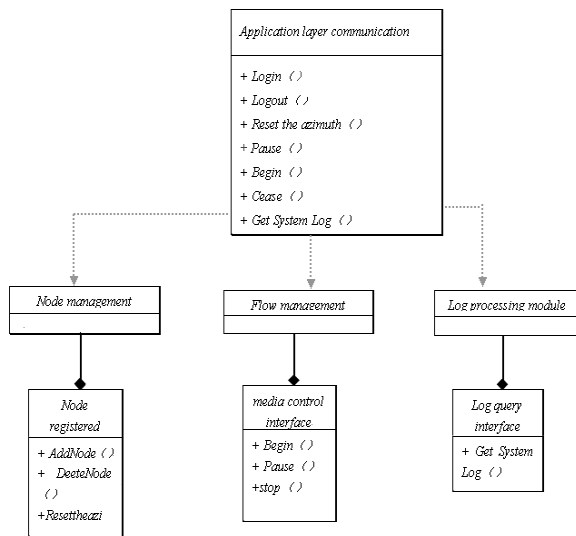 Application layer communication
+ Login ()
+ Logout ()
+ Reset the azimuth ()
+ Pause ()
+ Begin ()
+ Cease ()
+ Get System Log ()
Node management
Flow management
Log processing module
Node
registered
+ AddNode ()
+ DeeteNode
()
+Resettheazi
media control
interface
+ Begin ()
+ Pause ()
+stop ()
Log query
interface
+ Get System
Log ()